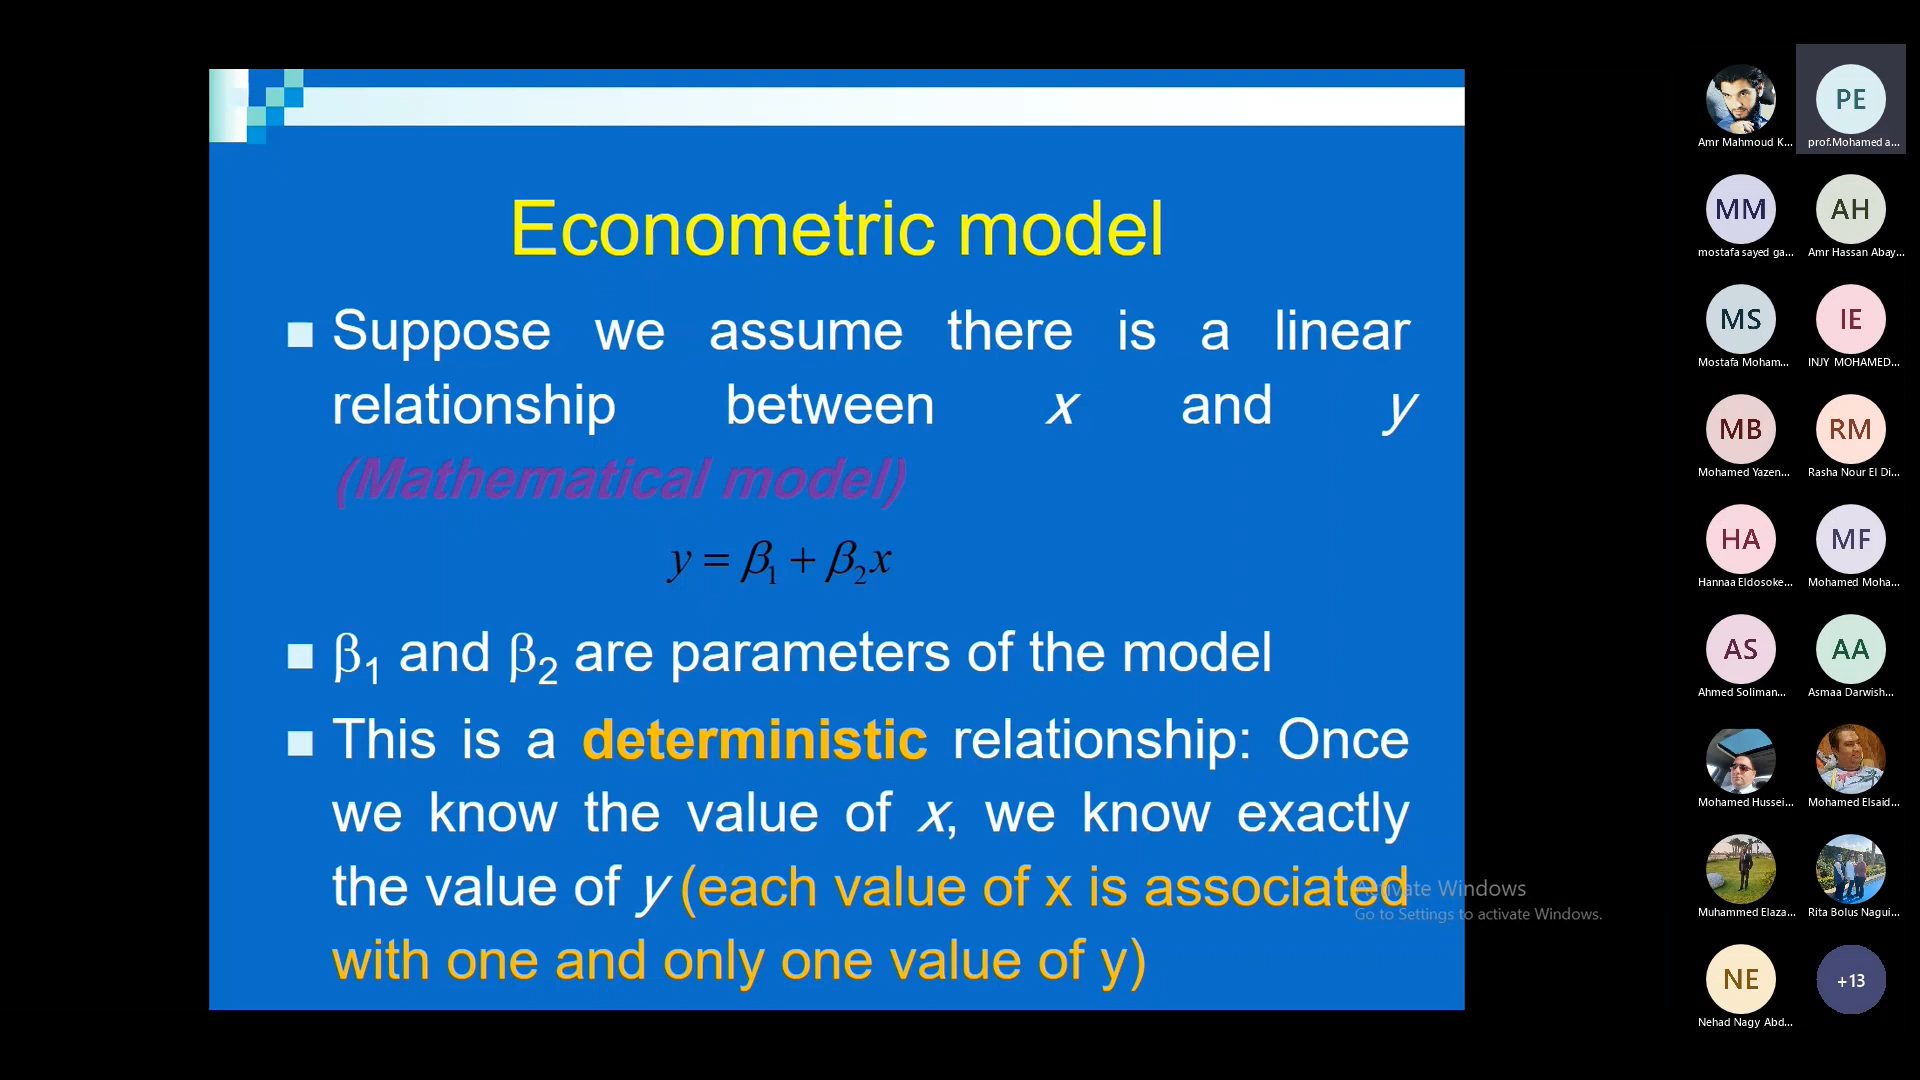 Econometric model
Suppose we assume there is a linear
relationship between x and y
(Mathematical model)
y = β₁ + β₂x
β₁ and β₂ are parameters of the model
This is a deterministic relationship: Once
we know the value of x, we know exactly
the value of y (each value of x is associated
with one and only one value of y)
Activate Windows
Go to Settings to activate Windows.
PE
Amr Mahmoud K...
prof.Mohamed a...
MM
AH
mostafa sayed ga...
Amr Hassan Abay...
MS
IE
Mostafa Moham...
INJY MOHAMED...
MB
RM
Mohamed Yazen...
Rasha Nour El Di...
HA
MF
Hannaa Eldosoke...
Mohamed Moha...
AS
AA
Ahmed Soliman...
Asmaa Darwish...
Mohamed Hussei...
Mohamed Elsaid...
Muhammed Elaza...
Rita Bolus Nagui...
NE
+13
Nehad Nagy Abd...